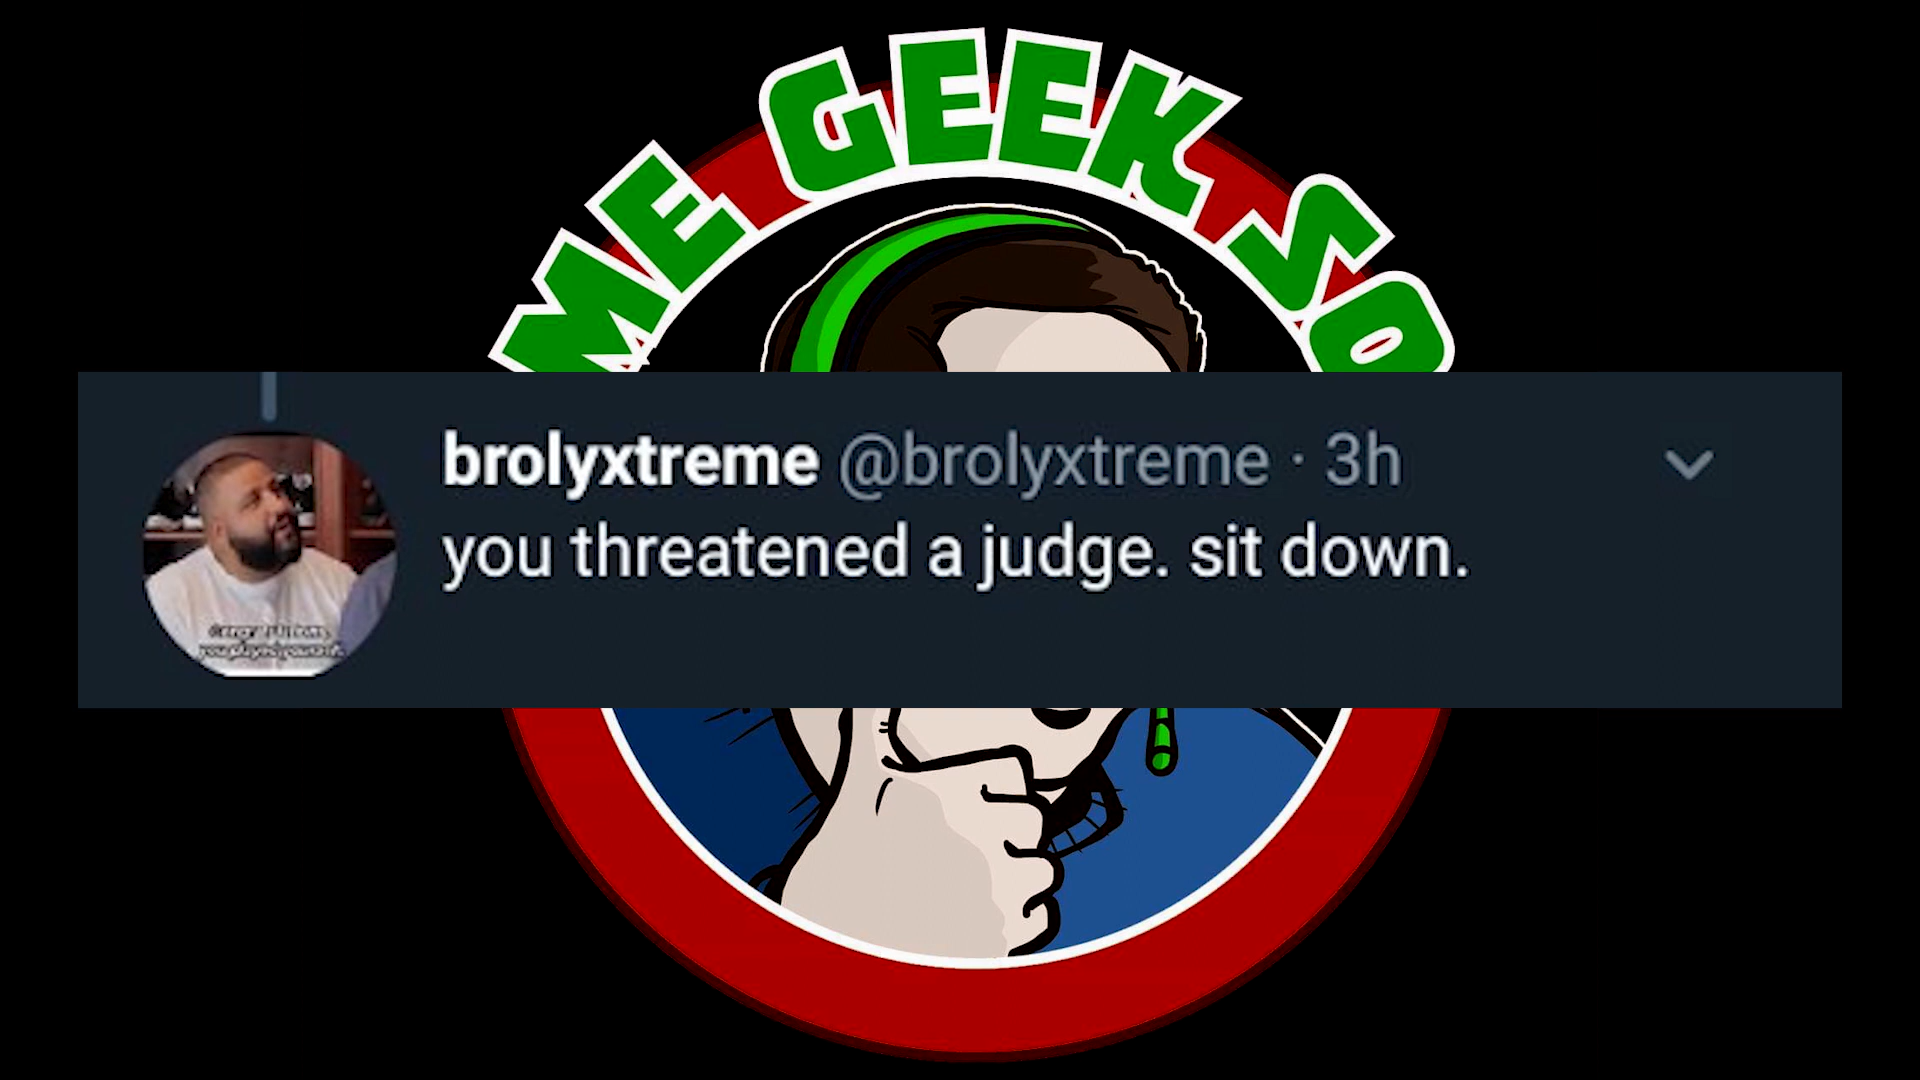 ME GEEK SO
brolyxtreme @brolyxtreme · 3h
you threatened a judge. sit down.